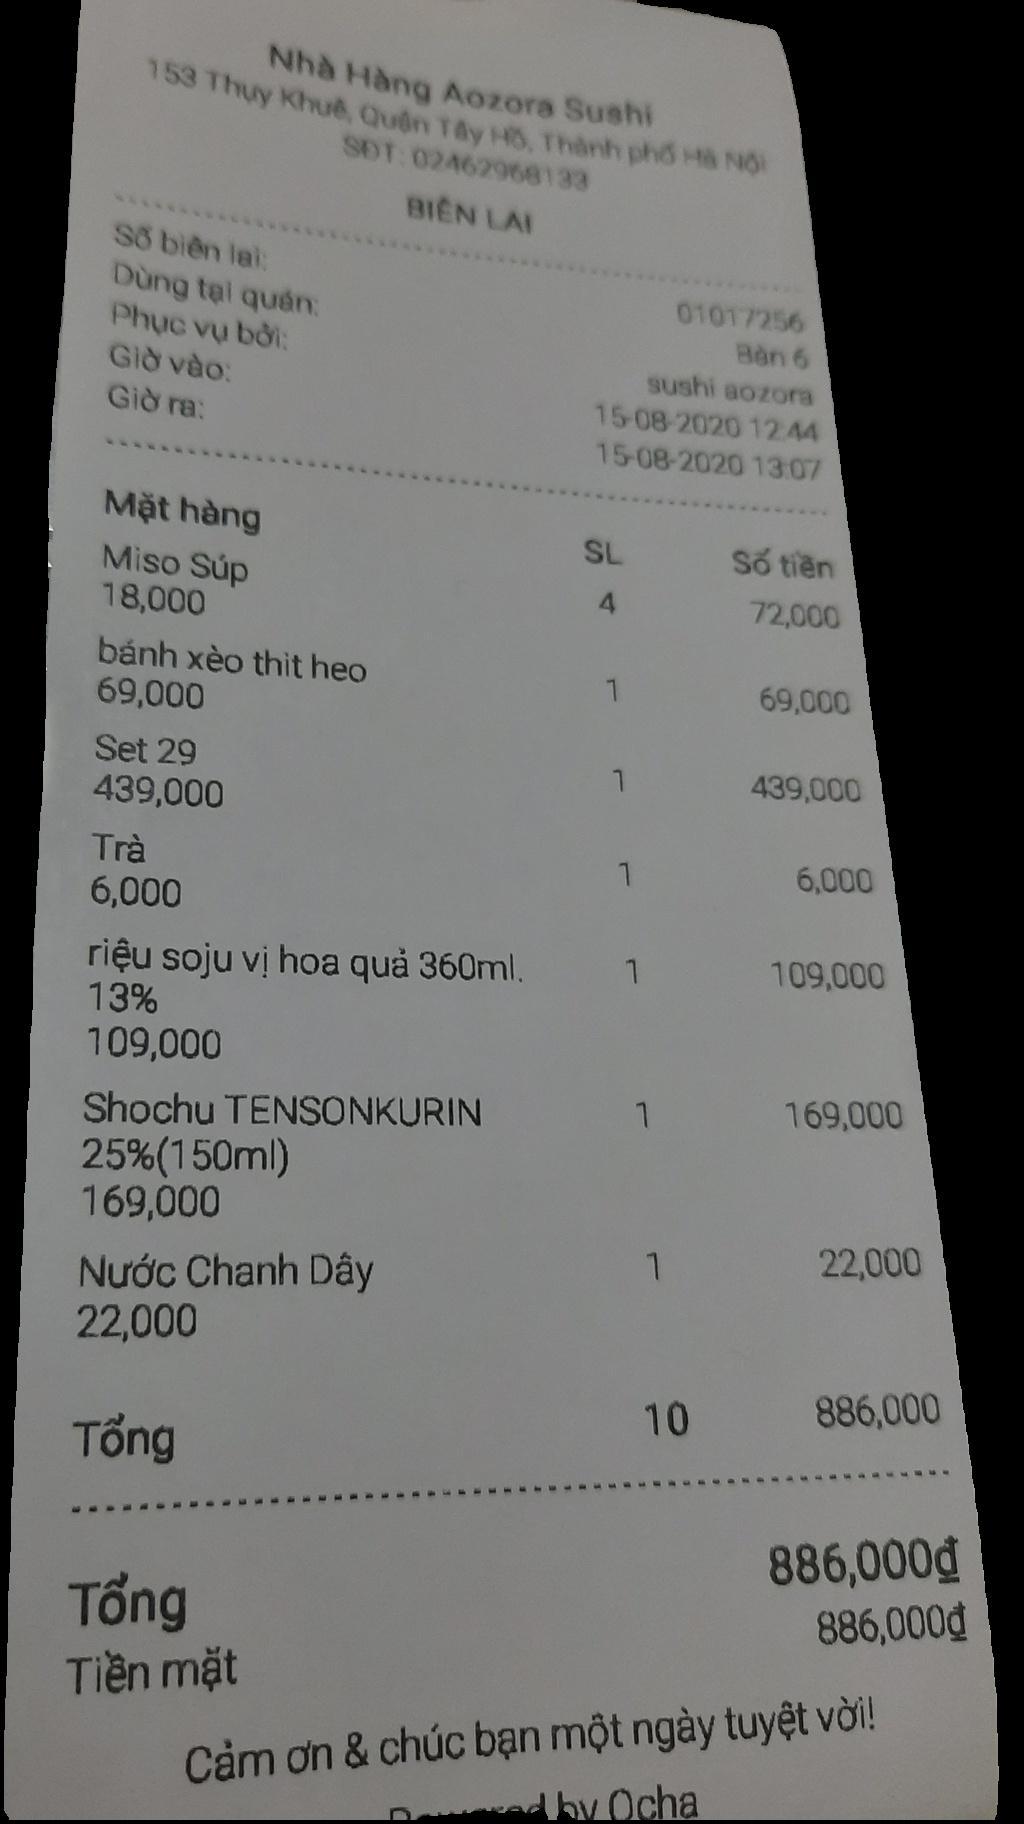 Nhà Hàng Aozora Sushi
153 Thụy Khuê, Quận Tây Hồ, Thành phố Hà Nội
SĐT: 02462968133
BIÊN LAI
Số biên lai: 01017256
Dùng tại quán: Bàn 6
Phục vụ bởi: sushi aozora
Giờ vào: 15-08-2020 12:44
Giờ ra: 15-08-2020 13:07
Mặt hàng SL Số tiền
Miso Súp 4 72,000
18,000
bánh xèo thit heo 1 69,000
69,000
Set 29 1 439,000
439,000
Trà 1 6,000
6,000
riệu soju vị hoa quả 360ml. 1 109,000
13%
109,000
Shochu TENSONKURIN 1 169,000
25%(150ml)
169,000
Nước Chanh Dây 1 22,000
22,000
Tổng 10 886,000
Tổng 886,000₫
Tiền mặt 886,000₫
Cảm ơn & chúc bạn một ngày tuyệt vời!
Powered by Ocha